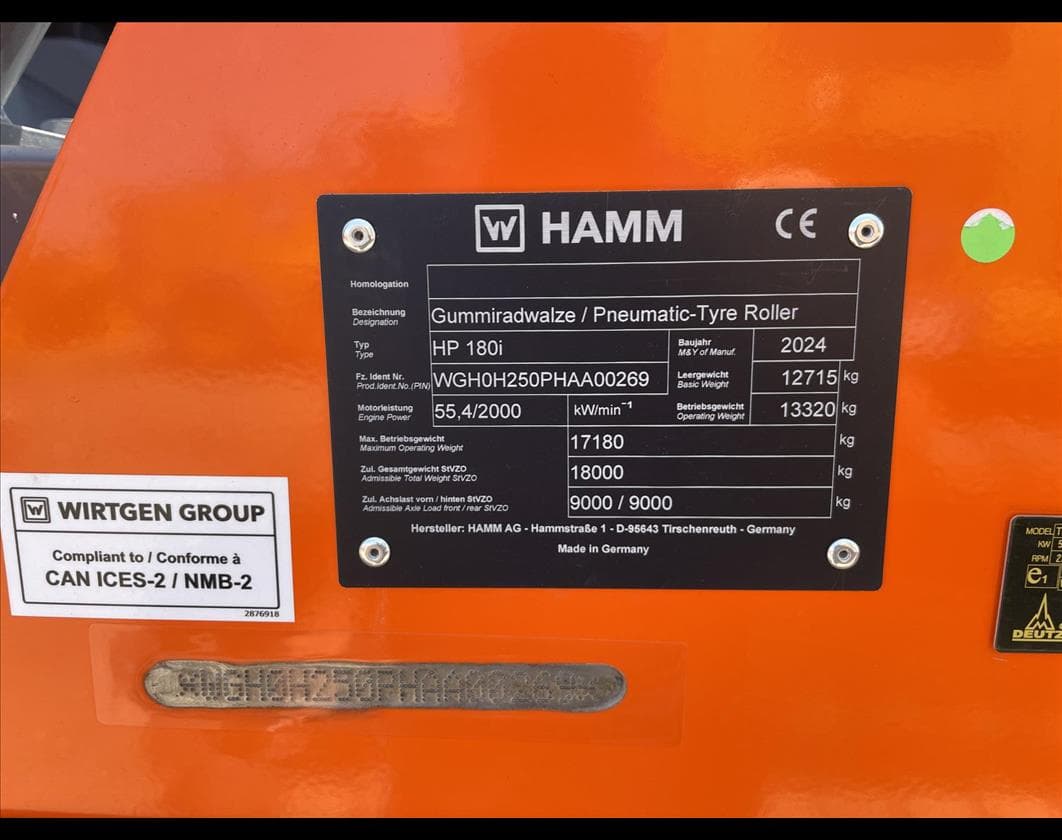 HAMM CE
Homologation
Bezeichnung Gummiradwalze / Pneumatic-Tyre Roller
Designation
Typ HP 180i Baujahr 2024
Type M&Y of Manuf.
Fz. Ident Nr. WGH0H250PHAA00269 Leergewicht 12715 kg
Prod.Ident.No.(PIN) Basic Weight
Motorleistung 55,4/2000 kW/min⁻¹ Betriebsgewicht 13320 kg
Engine Power Operating Weight
Max. Betriebsgewicht 17180 kg
Maximum Operating Weight
Zul. Gesamtgewicht StVZO 18000 kg
Admissible Total Weight StVZO
Zul. Achslast vorn / hinten StVZO 9000 / 9000 kg
Admissible Axle Load front / rear StVZO
Hersteller: HAMM AG - Hammstraße 1 - D-95643 Tirschenreuth - Germany
Made in Germany
WIRTGEN GROUP
Compliant to / Conforme à
CAN ICES-2 / NMB-2
2876918
MODEL
KW
RPM
e1
DEUTZ